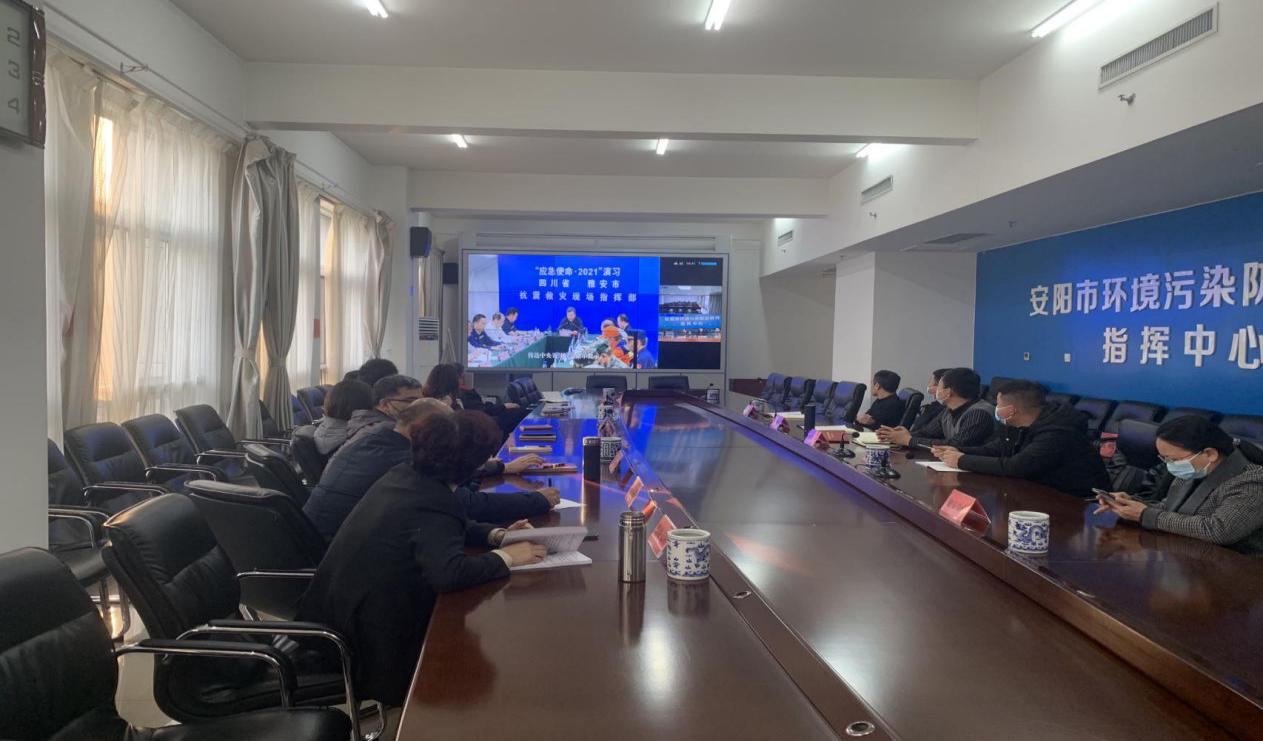 "应急使命·2021"演习
四川省 雅安市
抗震救灾现场指挥部
安阳市环境污染防
指挥中心